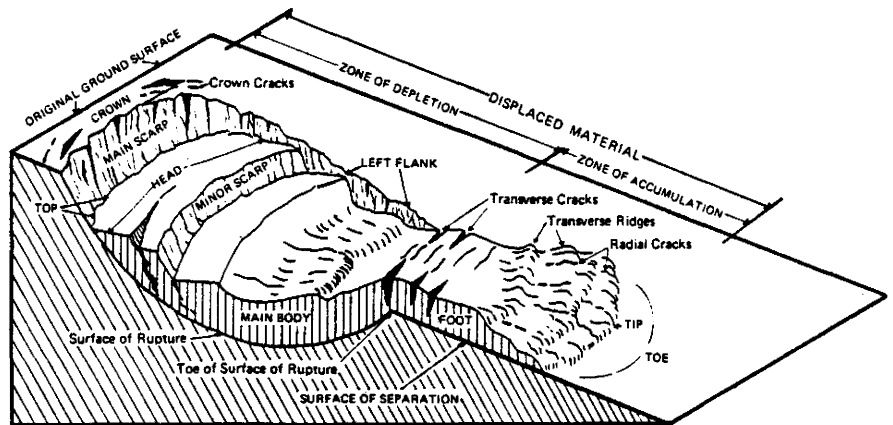 ORIGINAL GROUND SURFACE
CROWN
Crown Cracks
MAIN SCARP
HEAD
TOP
MINOR SCARP
LEFT FLANK
ZONE OF DEPLETION
DISPLACED MATERIAL
ZONE OF ACCUMULATION
Transverse Cracks
Transverse Ridges
Radial Cracks
MAIN BODY
FOOT
TIP
TOE
Surface of Rupture
Toe of Surface of Rupture
SURFACE OF SEPARATION